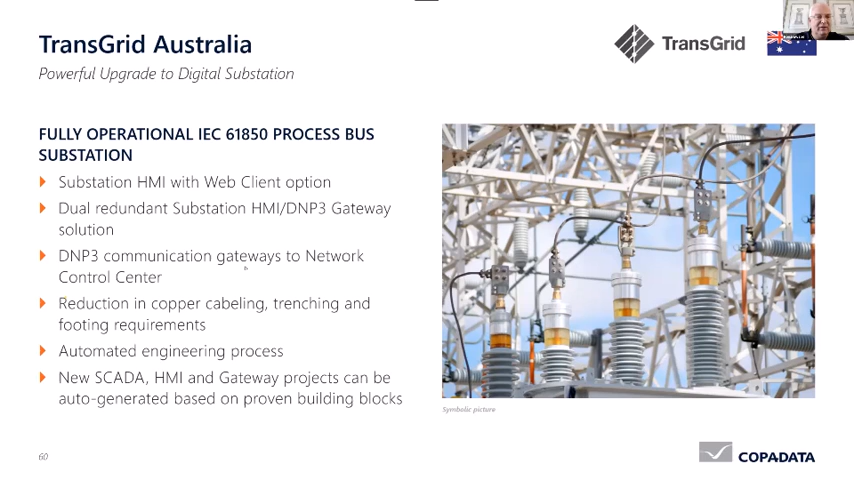 TransGrid Australia
Powerful Upgrade to Digital Substation
TransGrid
FULLY OPERATIONAL IEC 61850 PROCESS BUS
SUBSTATION
Substation HMI with Web Client option
Dual redundant Substation HMI/DNP3 Gateway
solution
DNP3 communication gateways to Network
Control Center
Reduction in copper cabeling, trenching and
footing requirements
Automated engineering process
New SCADA, HMI and Gateway projects can be
auto-generated based on proven building blocks
Symbolic picture
60
COPADATA